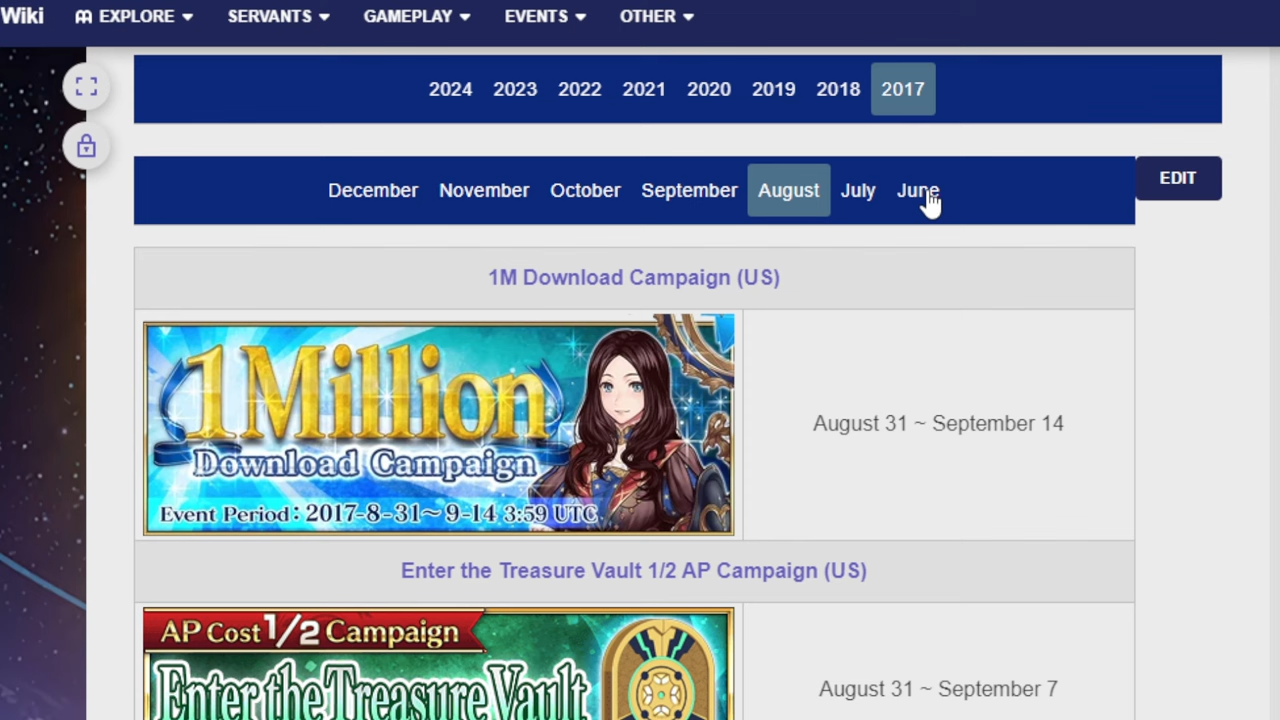 Wiki EXPLORE SERVANTS GAMEPLAY EVENTS OTHER
2024 2023 2022 2021 2020 2019 2018 2017
December November October September August July June
EDIT
1M Download Campaign (US)
1Million
Download Campaign
Event Period : 2017-8-31~ 9-14 3:59 UTC
August 31 ~ September 14
Enter the Treasure Vault 1/2 AP Campaign (US)
AP Cost 1/2 Campaign
Enter the Treasure Vault
August 31 ~ September 7